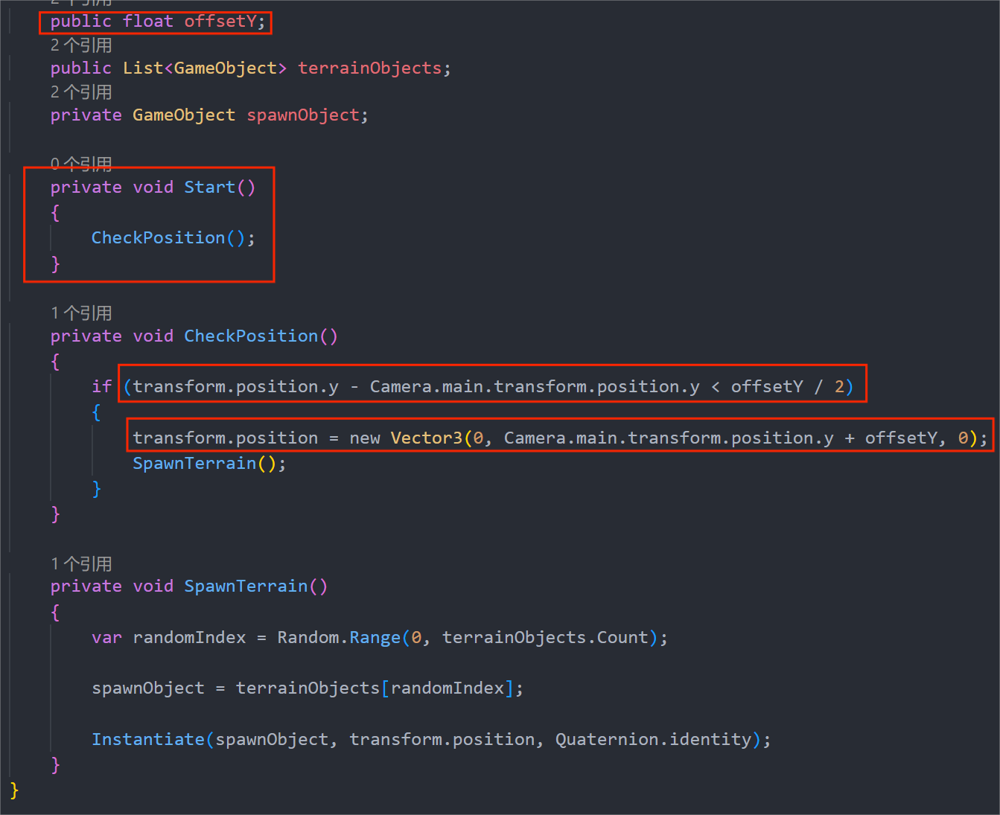 2 个引用
public float offsetY;
2 个引用
public List<GameObject> terrainObjects;
2 个引用
private GameObject spawnObject;
0 个引用
private void Start()
{
CheckPosition();
}
1 个引用
private void CheckPosition()
{
if (transform.position.y - Camera.main.transform.position.y < offsetY / 2)
{
transform.position = new Vector3(0, Camera.main.transform.position.y + offsetY, 0);
SpawnTerrain();
}
}
1 个引用
private void SpawnTerrain()
{
var randomIndex = Random.Range(0, terrainObjects.Count);
spawnObject = terrainObjects[randomIndex];
Instantiate(spawnObject, transform.position, Quaternion.identity);
}
}